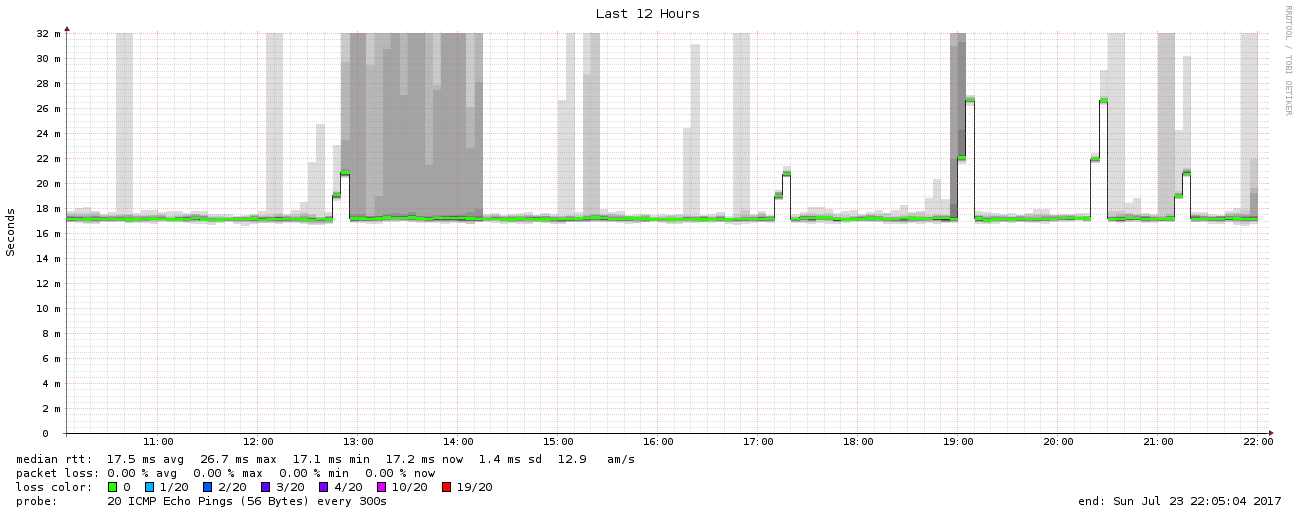 Last 12 Hours
RRDTOOL / TOBI OETIKER
Seconds
32 m
30 m
28 m
26 m
24 m
22 m
20 m
18 m
16 m
14 m
12 m
10 m
8 m
6 m
4 m
2 m
0
11:00 12:00 13:00 14:00 15:00 16:00 17:00 18:00 19:00 20:00 21:00 22:00
median rtt: 17.5 ms avg 26.7 ms max 17.1 ms min 17.2 ms now 1.4 ms sd 12.9 am/s
packet loss: 0.00 % avg 0.00 % max 0.00 % min 0.00 % now
loss color: 0 1/20 2/20 3/20 4/20 10/20 19/20
probe: 20 ICMP Echo Pings (56 Bytes) every 300s end: Sun Jul 23 22:05:04 2017